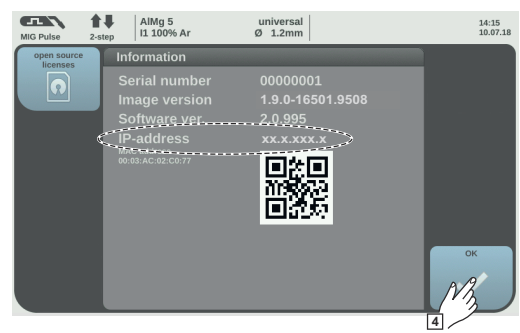 MIG Pulse
2-step
AlMg 5
I1 100% Ar
universal
Ø 1.2mm
14:15
10.07.18
open source
licenses
Information
Serial number 00000001
Image version 1.9.0-16501.9508
Software ver. 2.0.995
IP-address xx.x.xxx.x
00:03:AC:02:C0:77
OK
4